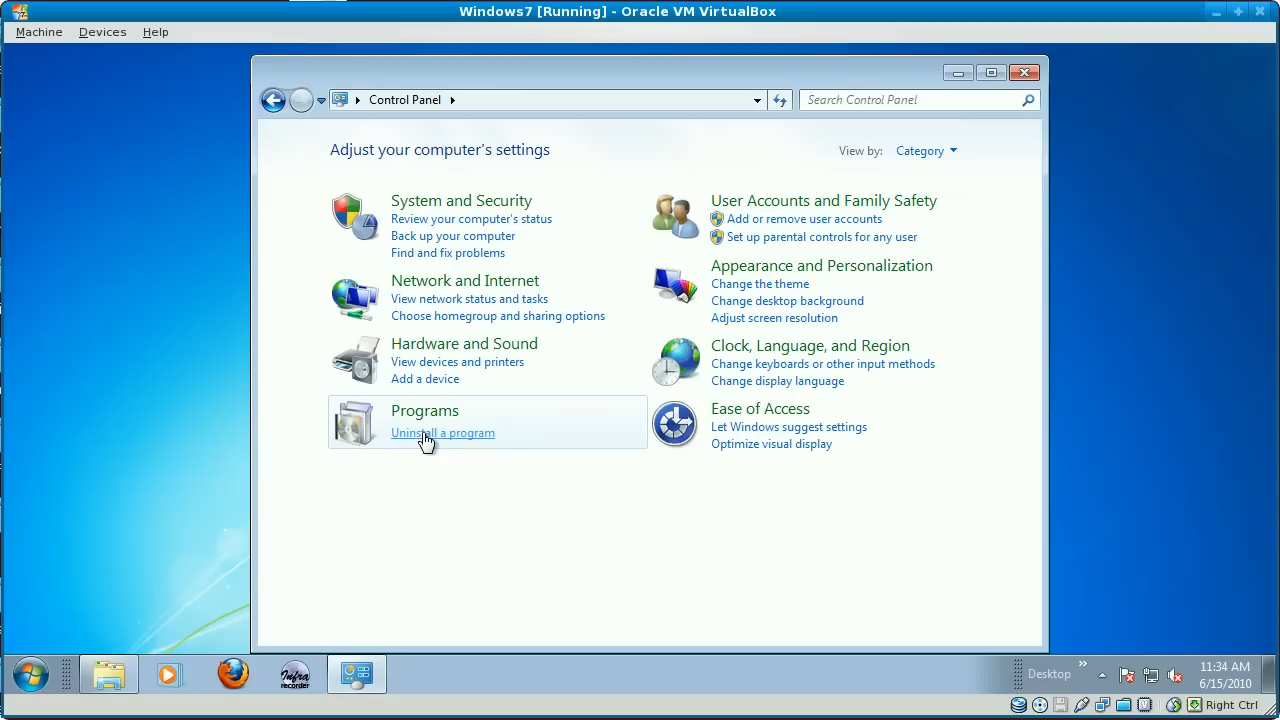 Windows7 [Running] - Oracle VM VirtualBox
Machine Devices Help
Control Panel
Search Control Panel
Adjust your computer's settings
View by: Category
System and Security
Review your computer's status
Back up your computer
Find and fix problems
Network and Internet
View network status and tasks
Choose homegroup and sharing options
Hardware and Sound
View devices and printers
Add a device
Programs
Uninstall a program
User Accounts and Family Safety
Add or remove user accounts
Set up parental controls for any user
Appearance and Personalization
Change the theme
Change desktop background
Adjust screen resolution
Clock, Language, and Region
Change keyboards or other input methods
Change display language
Ease of Access
Let Windows suggest settings
Optimize visual display
Infra
recorder
Desktop
11:34 AM
6/15/2010
Right Ctrl